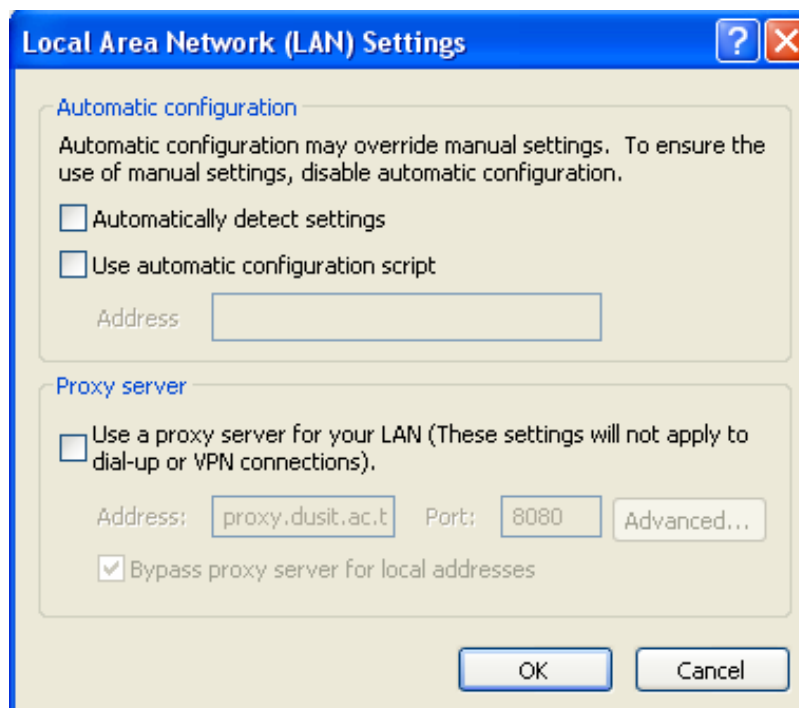 Local Area Network (LAN) Settings
Automatic configuration
Automatic configuration may override manual settings. To ensure the
use of manual settings, disable automatic configuration.
Automatically detect settings
Use automatic configuration script
Address
Proxy server
Use a proxy server for your LAN (These settings will not apply to
dial-up or VPN connections).
Address: proxy.dusit.ac.t Port: 8080 Advanced...
Bypass proxy server for local addresses
OK Cancel